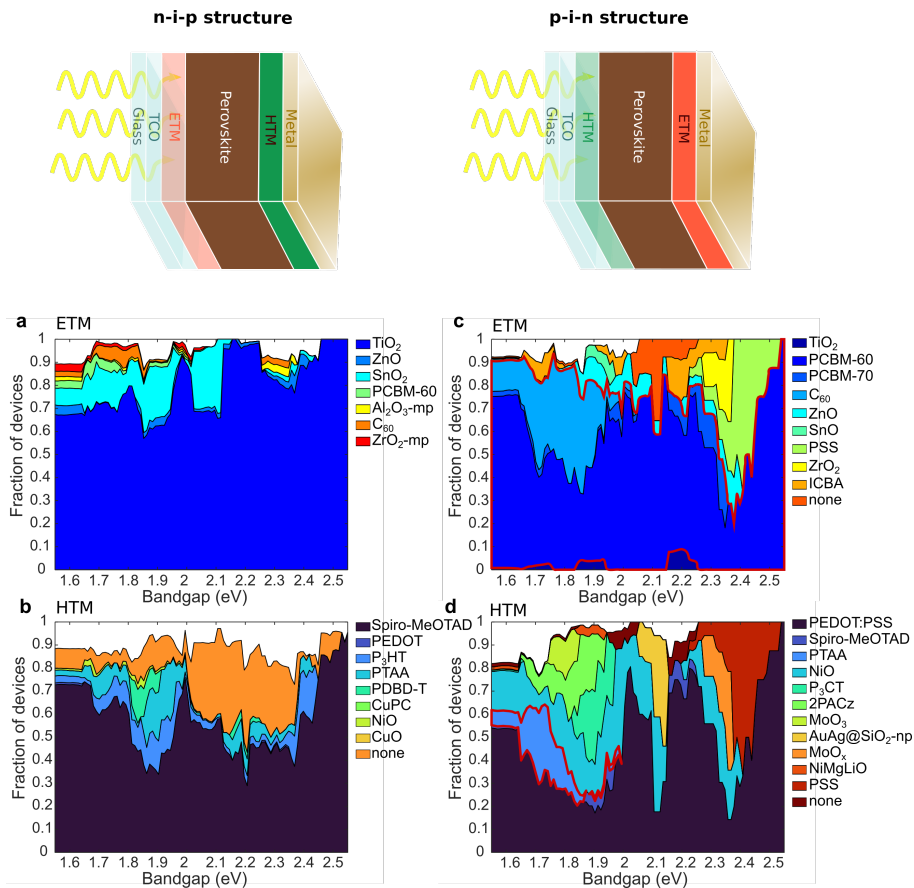 n-i-p structure
p-i-n structure
Glass
TCO
ETM
Perovskite
HTM
Metal
Glass
TCO
HTM
Perovskite
ETM
Metal
a ETM
Fraction of devices
1
0.9
0.8
0.7
0.6
0.5
0.4
0.3
0.2
0.1
0
1.6 1.7 1.8 1.9 2 2.1 2.2 2.3 2.4 2.5
Bandgap (eV)
TiO₂
ZnO
SnO₂
PCBM-60
Al₂O₃-mp
C₆₀
ZrO₂-mp
c ETM
Fraction of devices
1
0.9
0.8
0.7
0.6
0.5
0.4
0.3
0.2
0.1
0
1.6 1.7 1.8 1.9 2 2.1 2.2 2.3 2.4 2.5
Bandgap (eV)
TiO₂
PCBM-60
PCBM-70
C₆₀
ZnO
SnO
PSS
ZrO₂
ICBA
none
b HTM
Fraction of devices
1
0.9
0.8
0.7
0.6
0.5
0.4
0.3
0.2
0.1
0
1.6 1.7 1.8 1.9 2 2.1 2.2 2.3 2.4 2.5
Bandgap (eV)
Spiro-MeOTAD
PEDOT
P₃HT
PTAA
PDBD-T
CuPC
NiO
CuO
none
d HTM
Fraction of devices
1
0.9
0.8
0.7
0.6
0.5
0.4
0.3
0.2
0.1
0
1.6 1.7 1.8 1.9 2 2.1 2.2 2.3 2.4 2.5
Bandgap (eV)
PEDOT:PSS
Spiro-MeOTAD
PTAA
NiO
P₃CT
2PACz
MoO₃
AuAg@SiO₂-np
MoOₓ
NiMgLiO
PSS
none